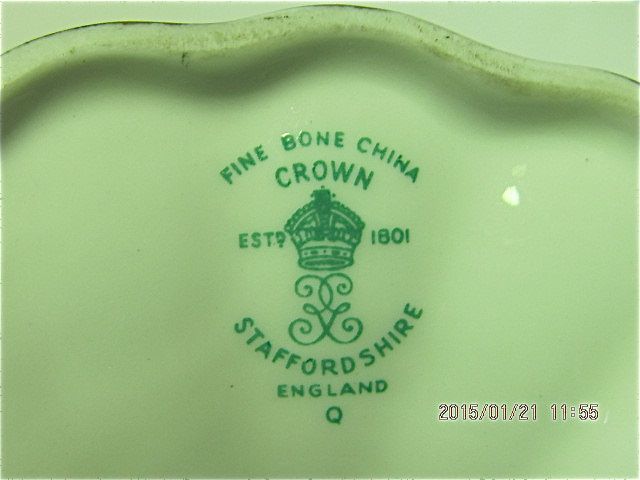 FINE BONE CHINA
CROWN
ESTD 1801
STAFFORDSHIRE
ENGLAND
Q
2015/01/21 11:55